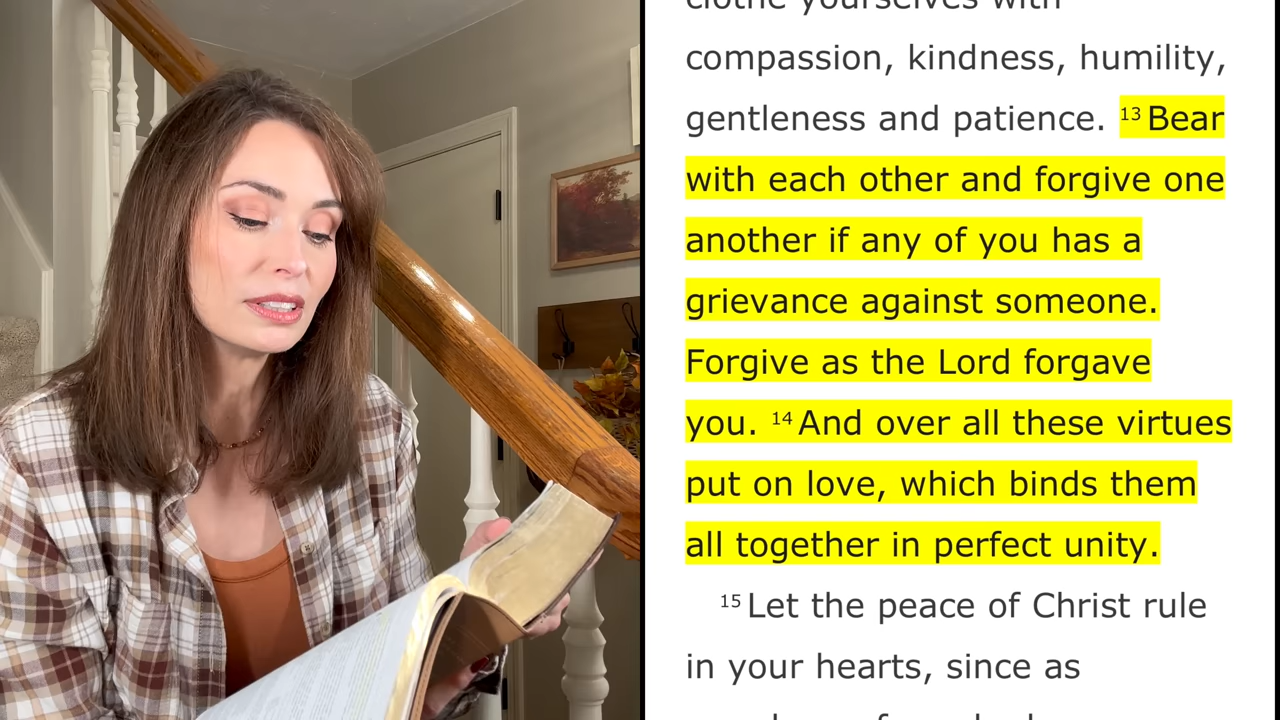 clothe yourselves with
compassion, kindness, humility,
gentleness and patience. 13 Bear
with each other and forgive one
another if any of you has a
grievance against someone.
Forgive as the Lord forgave
you. 14 And over all these virtues
put on love, which binds them
all together in perfect unity.
15 Let the peace of Christ rule
in your hearts, since as